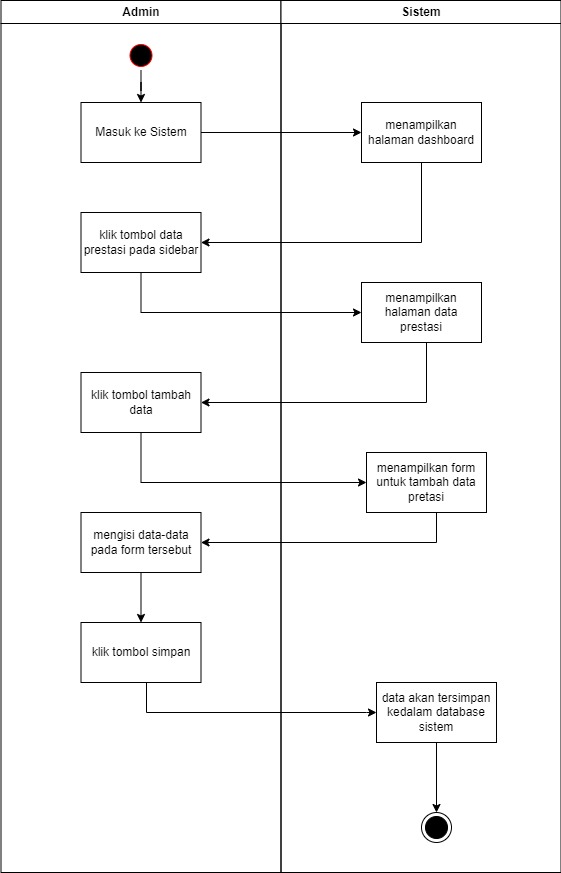 Admin
Sistem
Masuk ke Sistem
menampilkan
halaman dashboard
klik tombol data
prestasi pada sidebar
menampilkan
halaman data
prestasi
klik tombol tambah
data
menampilkan form
untuk tambah data
pretasi
mengisi data-data
pada form tersebut
klik tombol simpan
data akan tersimpan
kedalam database
sistem